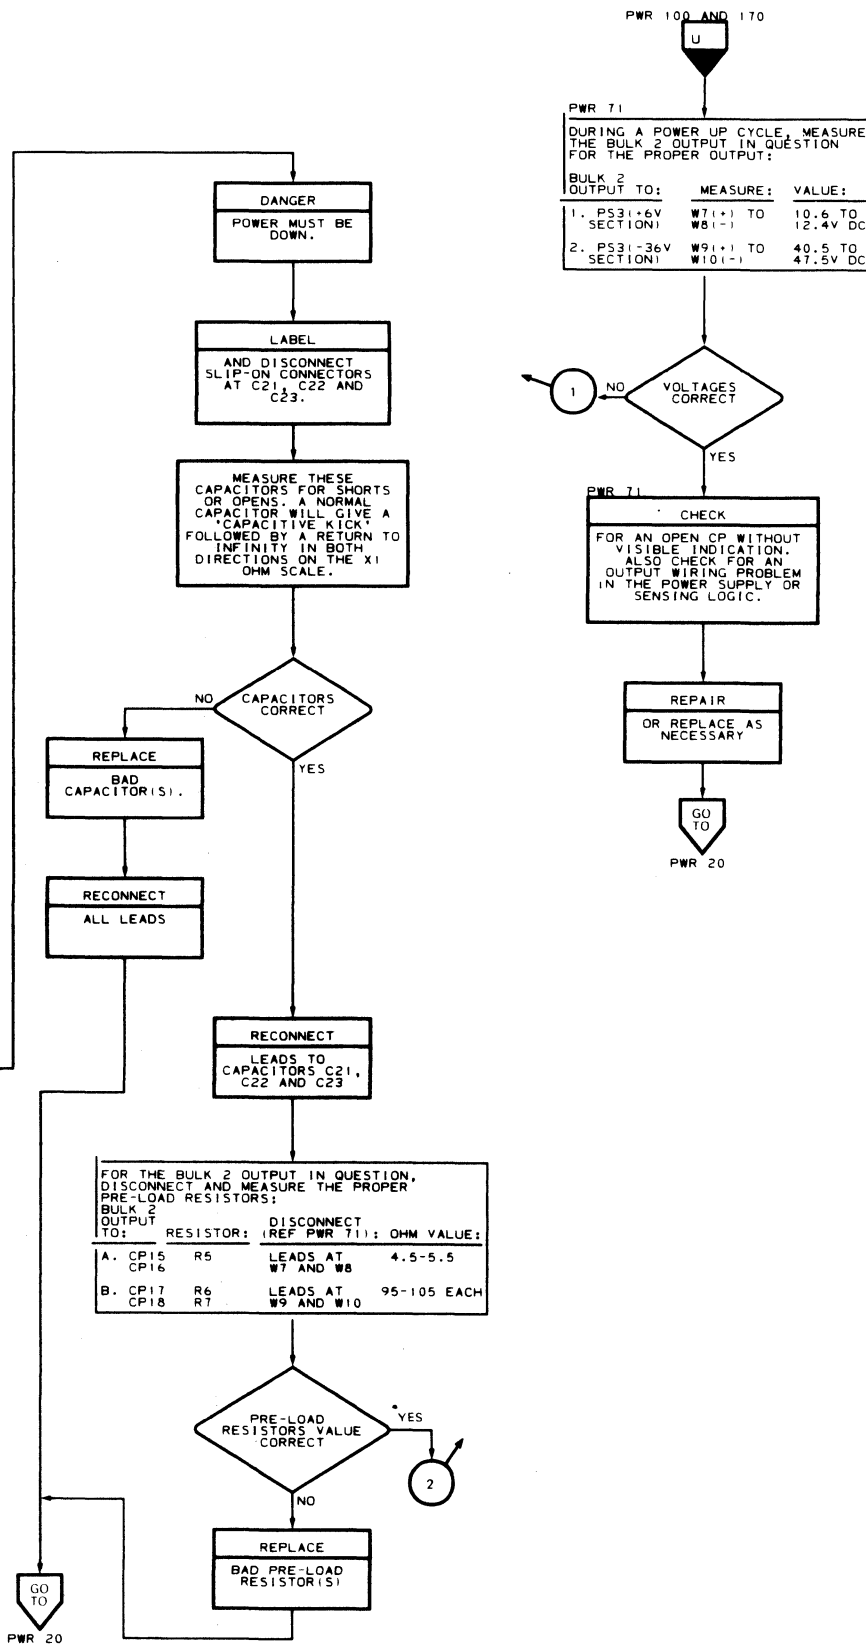 DANGER
POWER MUST BE
DOWN.
LABEL
AND DISCONNECT
SLIP-ON CONNECTORS
AT C21, C22 AND
C23.
MEASURE THESE
CAPACITORS FOR SHORTS
OR OPENS. A NORMAL
CAPACITOR WILL GIVE A
'CAPACITIVE KICK'
FOLLOWED BY A RETURN TO
INFINITY IN BOTH
DIRECTIONS ON THE X1
OHM SCALE.
CAPACITORS
CORRECT
NO
YES
REPLACE
BAD
CAPACITOR(S).
RECONNECT
ALL LEADS
RECONNECT
LEADS TO
CAPACITORS C21,
C22 AND C23
FOR THE BULK 2 OUTPUT IN QUESTION,
DISCONNECT AND MEASURE THE PROPER
PRE-LOAD RESISTORS:
BULK 2
OUTPUT DISCONNECT
TO: RESISTOR: (REF PWR 71): OHM VALUE:
A. CP15 R5 LEADS AT 4.5-5.5
CP16 W7 AND W8
B. CP17 R6 LEADS AT 95-105 EACH
CP18 R7 W9 AND W10
PRE-LOAD
RESISTORS VALUE
CORRECT
YES
2
NO
REPLACE
BAD PRE-LOAD
RESISTOR(S)
GO
TO
PWR 20
PWR 100 AND 170
U
PWR 71
DURING A POWER UP CYCLE, MEASURE
THE BULK 2 OUTPUT IN QUESTION
FOR THE PROPER OUTPUT:
BULK 2
OUTPUT TO: MEASURE: VALUE:
1. PS3(+6V W7(+) TO 10.6 TO
SECTION) W8(-) 12.4V DC
2. PS3(-36V W9(+) TO 40.5 TO
SECTION) W10(-) 47.5V DC
VOLTAGES
CORRECT
NO
1
YES
PWR 71
CHECK
FOR AN OPEN CP WITHOUT
VISIBLE INDICATION.
ALSO CHECK FOR AN
OUTPUT WIRING PROBLEM
IN THE POWER SUPPLY OR
SENSING LOGIC.
REPAIR
OR REPLACE AS
NECESSARY
GO
TO
PWR 20